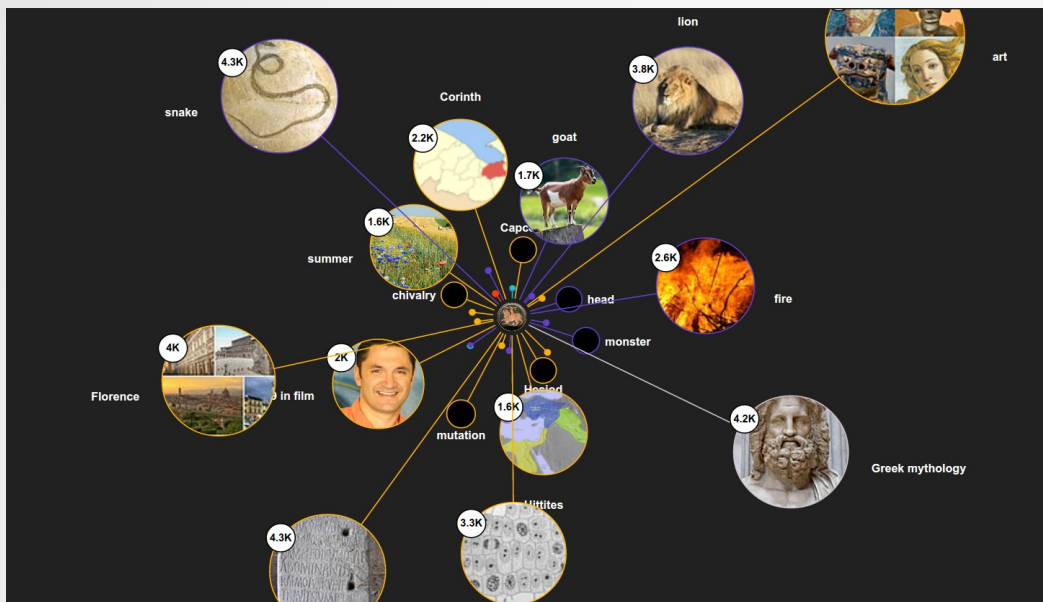 lion
art
4.3K
3.8K
snake
Corinth
2.2K
goat
1.7K
1.6K
summer
chivalry
head
2.6K
fire
monster
4K
2K
Florence
9 in film
1.6K
mutation
4.2K
Greek mythology
Hittites
4.3K
3.3K